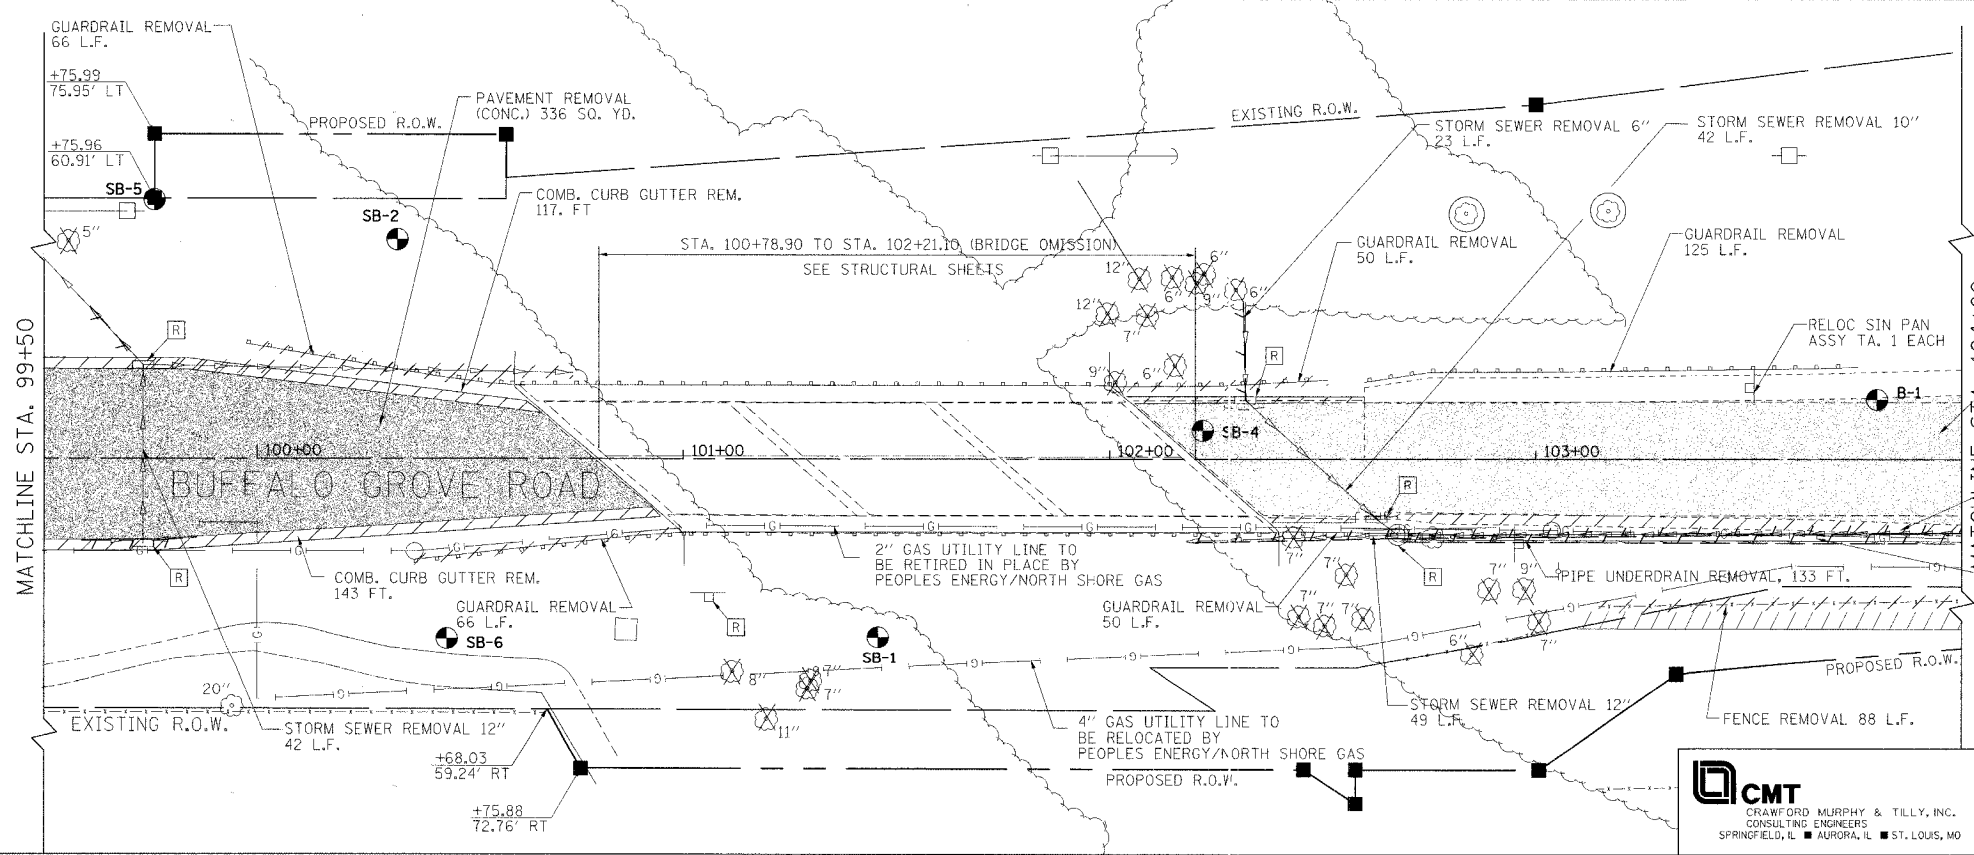 GUARDRAIL REMOVAL
66 L.F.
+75.99
75.95' LT
PROPOSED R.O.W.
+75.96
60.91' LT
SB-5
5"
SB-2
PAVEMENT REMOVAL
(CONC.) 336 SQ. YD.
COMB. CURB GUTTER REM.
117. FT
EXISTING R.O.W.
STORM SEWER REMOVAL 6"
23 L.F.
STORM SEWER REMOVAL 10"
42 L.F.
STA. 100+78.90 TO STA. 102+21.10 (BRIDGE OMISSION)
SEE STRUCTURAL SHEETS
GUARDRAIL REMOVAL
50 L.F.
GUARDRAIL REMOVAL
125 L.F.
12"
6"
6"
9"
6"
12"
7"
9"
6"
RELOC SIN PAN
ASSY TA. 1 EACH
R
R
MATCHLINE STA. 99+50
B-1
SB-4
100+00
101+00
102+00
103+00
BUFFALO GROVE ROAD
R
G
G
G
G
G
G
G
G
G
R
COMB. CURB GUTTER REM.
143 FT.
2" GAS UTILITY LINE TO
BE RETIRED IN PLACE BY
PEOPLES ENERGY/NORTH SHORE GAS
7"
7"
7"
9"
R
PIPE UNDERDRAIN REMOVAL, 133 FT.
GUARDRAIL REMOVAL
66 L.F.
R
GUARDRAIL REMOVAL
50 L.F.
7"
7"
7"
6"
7"
SB-6
SB-1
G
G
G
G
G
G
G
G
G
20"
8"
9"
7"
7"
11"
EXISTING R.O.W.
STORM SEWER REMOVAL 12"
42 L.F.
+68.03
59.24' RT
+75.88
72.76' RT
4" GAS UTILITY LINE TO
BE RELOCATED BY
PEOPLES ENERGY/NORTH SHORE GAS
PROPOSED R.O.W.
STORM SEWER REMOVAL 12"
49 L.F.
PROPOSED R.O.W.
FENCE REMOVAL 88 L.F.
CMT
CRAWFORD MURPHY & TILLY, INC.
CONSULTING ENGINEERS
SPRINGFIELD, IL ■ AURORA, IL ■ ST. LOUIS, MO